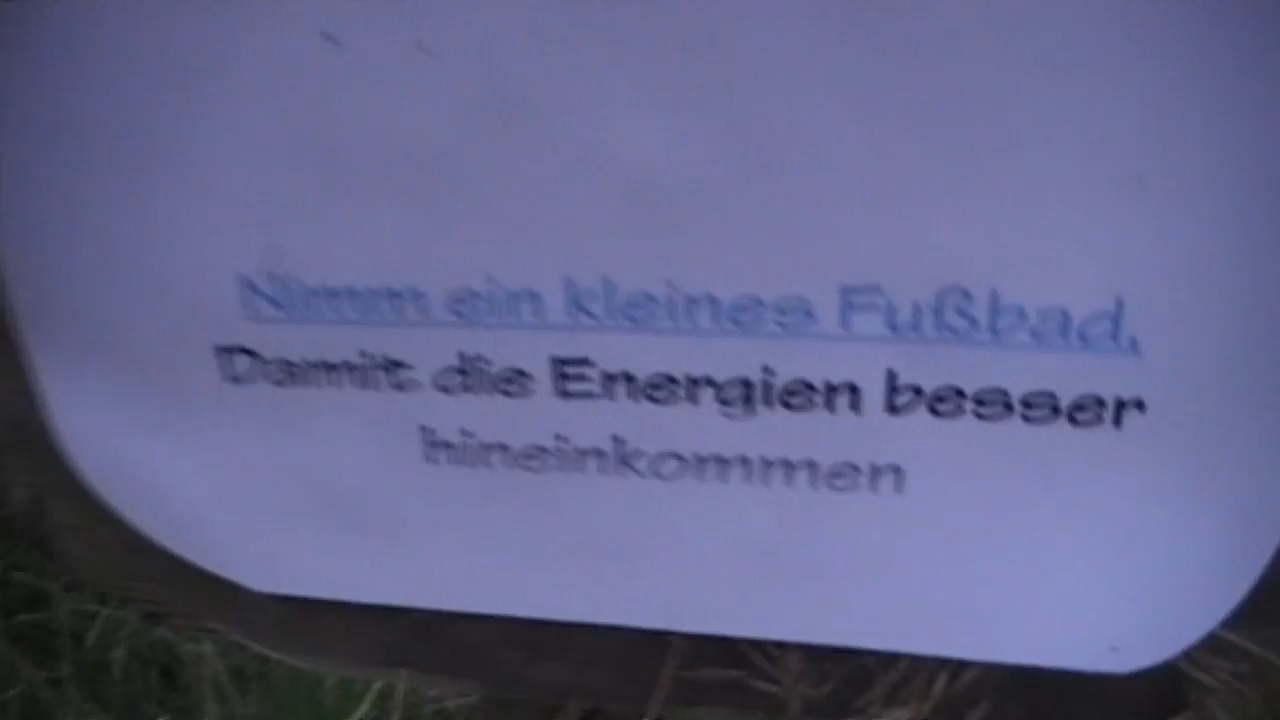 Nimm ein kleines Fußbad,
Damit die Energien besser
hineinkommen